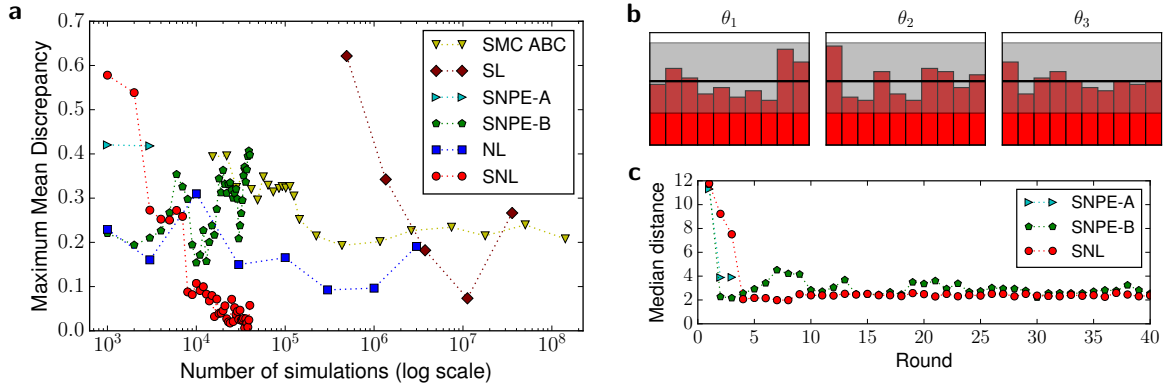 a
0.7
0.6
0.5
0.4
0.3
0.2
0.1
0.0
Maximum Mean Discrepancy
10³ 10⁴ 10⁵ 10⁶ 10⁷ 10⁸
Number of simulations (log scale)
SMC ABC
SL
SNPE-A
SNPE-B
NL
SNL
b
θ₁ θ₂ θ₃
c
12
10
8
6
4
2
0
Median distance
0 5 10 15 20 25 30 35 40
Round
SNPE-A
SNPE-B
SNL